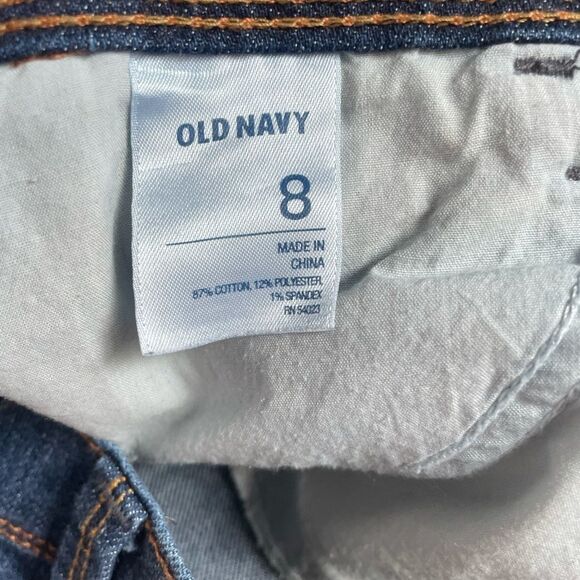 OLD NAVY
8
MADE IN
CHINA
87% COTTON, 12% POLYESTER,
1% SPANDEX
RN 54023